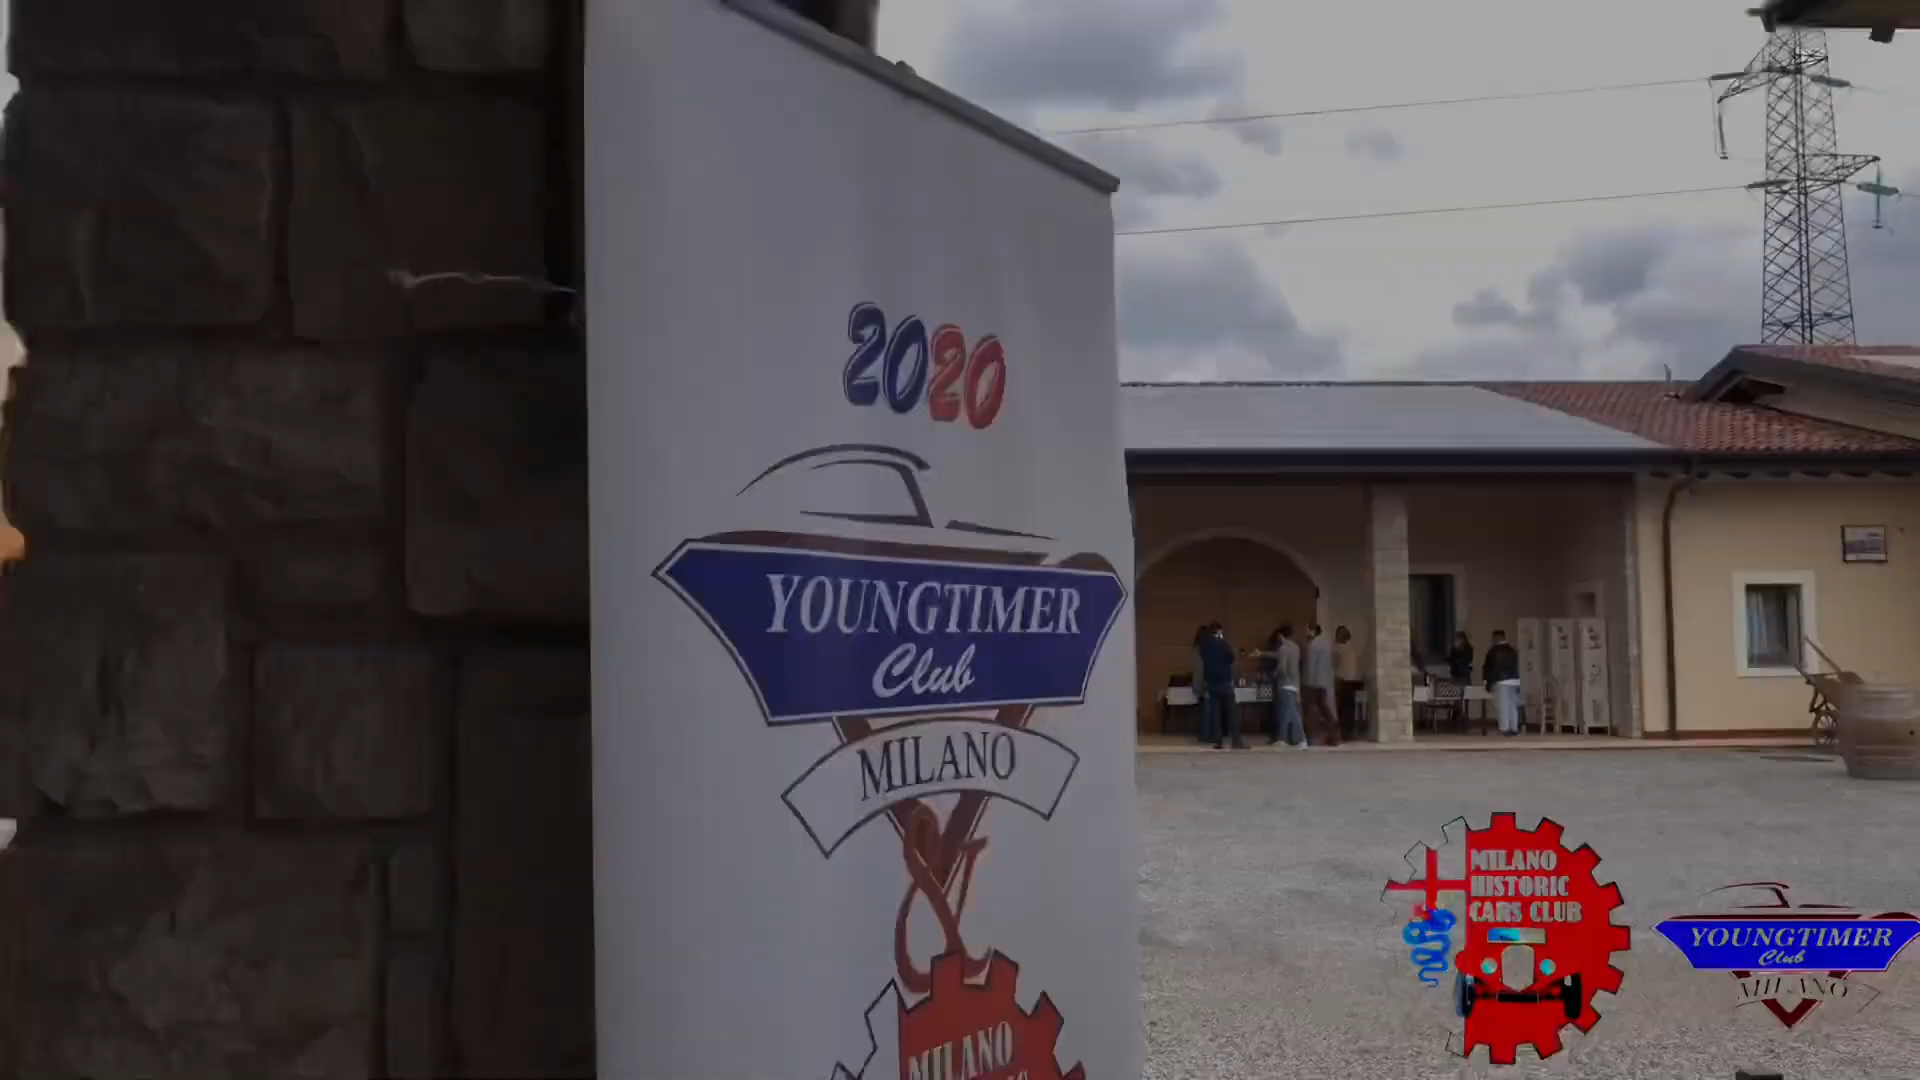 2020
YOUNGTIMER
Club
MILANO
&
MILANO
MILANO
HISTORIC
CARS CLUB
YOUNGTIMER
Club
MILANO